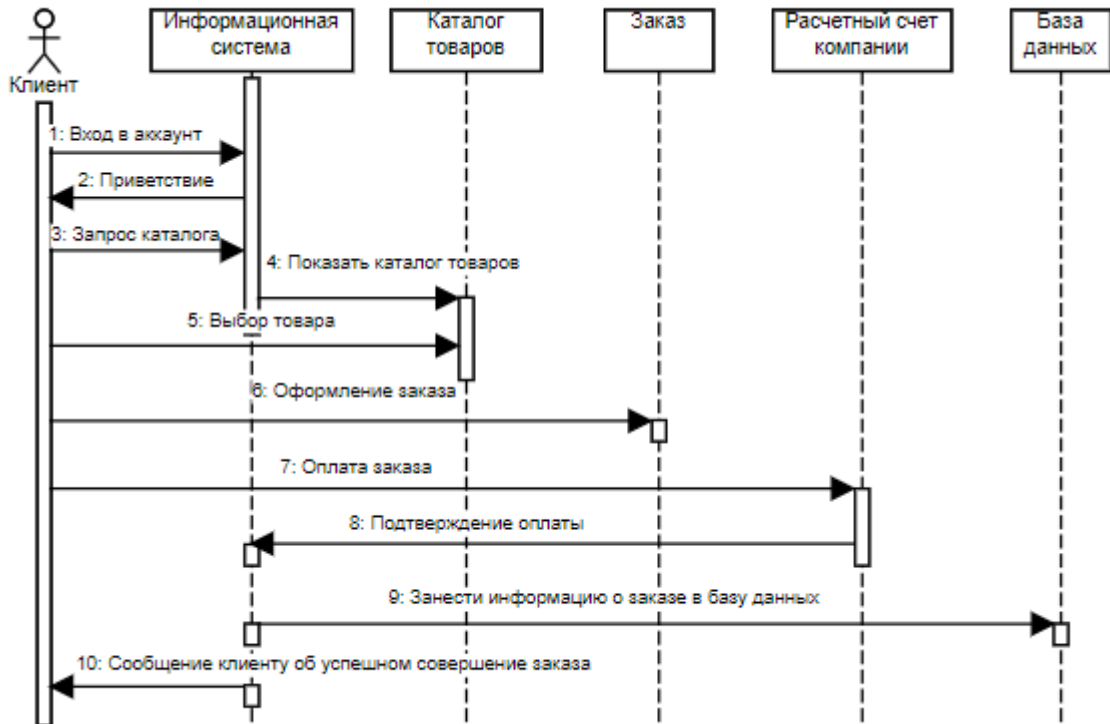 Клиент
Информационная
система
Каталог
товаров
Заказ
Расчетный счет
компании
База
данных
1: Вход в аккаунт
2: Приветствие
3: Запрос каталога
4: Показать каталог товаров
5: Выбор товара
6: Оформление заказа
7: Оплата заказа
8: Подтверждение оплаты
9: Занести информацию о заказе в базу данных
10: Сообщение клиенту об успешном совершение заказа